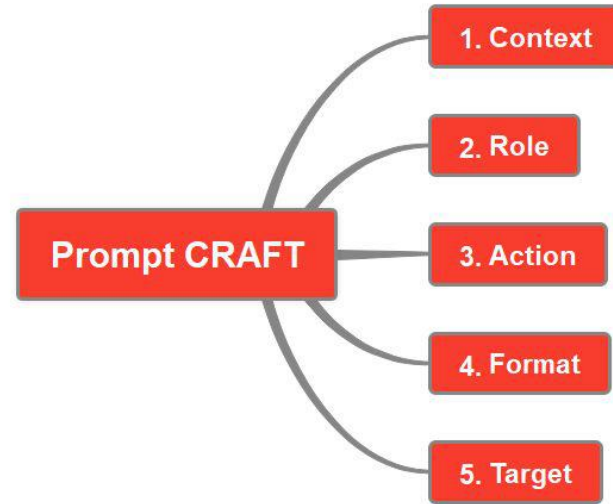 1. Context
2. Role
Prompt CRAFT
3. Action
4. Format
5. Target